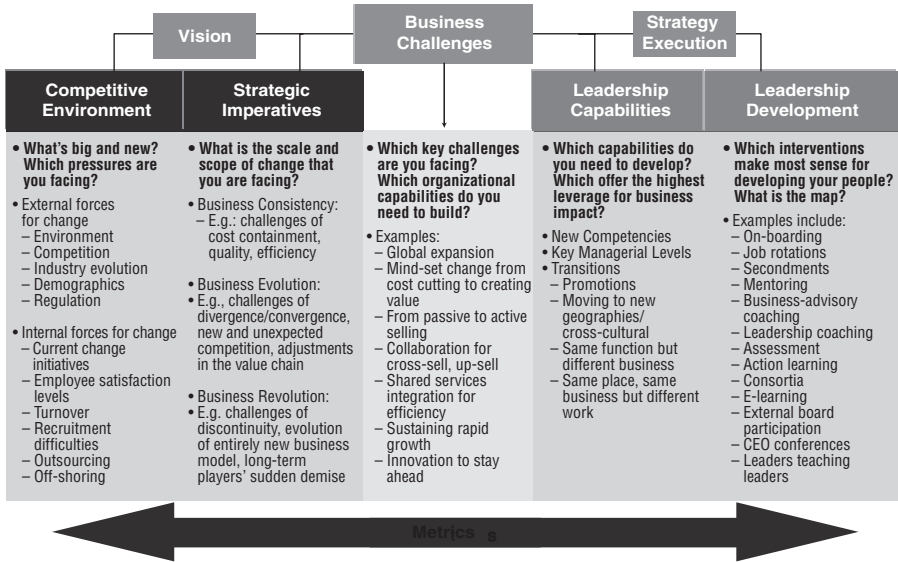 Vision
Business
Challenges
Strategy
Execution
Competitive
Environment
Strategic
Imperatives
Leadership
Capabilities
Leadership
Development
• What's big and new?
Which pressures are
you facing?
• External forces
for change
– Environment
– Competition
– Industry evolution
– Demographics
– Regulation
• Internal forces for change
– Current change
initiatives
– Employee satisfaction
levels
– Turnover
– Recruitment
difficulties
– Outsourcing
– Off-shoring
• What is the scale and
scope of change that
you are facing?
• Business Consistency:
– E.g.: challenges of
cost containment,
quality, efficiency
• Business Evolution:
• E.g., challenges of
divergence/convergence,
new and unexpected
competition, adjustments
in the value chain
• Business Revolution:
• E.g. challenges of
discontinuity, evolution
of entirely new business
model, long-term
players' sudden demise
• Which key challenges
are you facing?
Which organizational
capabilities do you
need to build?
• Examples:
– Global expansion
– Mind-set change from
cost cutting to creating
value
– From passive to active
selling
– Collaboration for
cross-sell, up-sell
– Shared services
integration for
efficiency
– Sustaining rapid
growth
– Innovation to stay
ahead
• Which capabilities do
you need to develop?
Which offer the highest
leverage for business
impact?
• New Competencies
• Key Managerial Levels
• Transitions
– Promotions
– Moving to new
geographies/
cross-cultural
– Same function but
different business
– Same place, same
business but different
work
• Which interventions
make most sense for
developing your people?
What is the map?
• Examples include:
– On-boarding
– Job rotations
– Secondments
– Mentoring
– Business-advisory
coaching
– Leadership coaching
– Assessment
– Action learning
– Consortia
– E-learning
– External board
participation
– CEO conferences
– Leaders teaching
leaders
Metrics